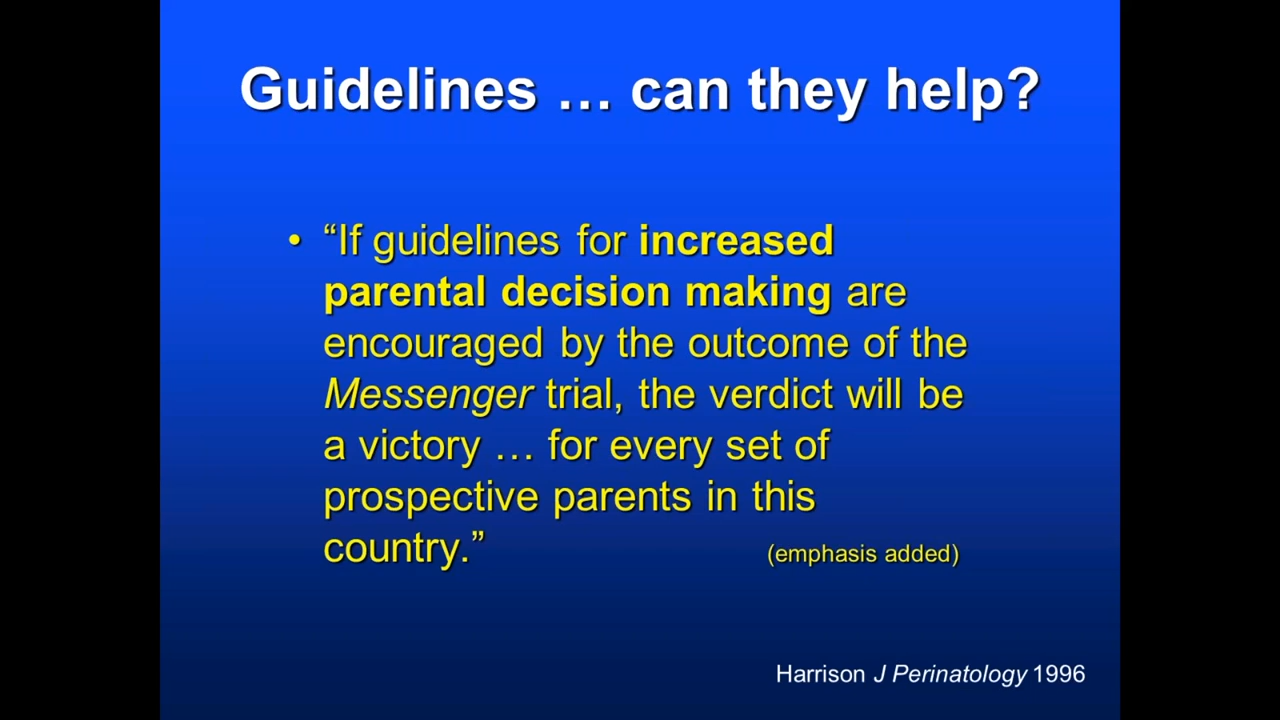 Guidelines … can they help?
• “If guidelines for increased
parental decision making are
encouraged by the outcome of the
Messenger trial, the verdict will be
a victory … for every set of
prospective parents in this
country.” (emphasis added)
Harrison J Perinatology 1996